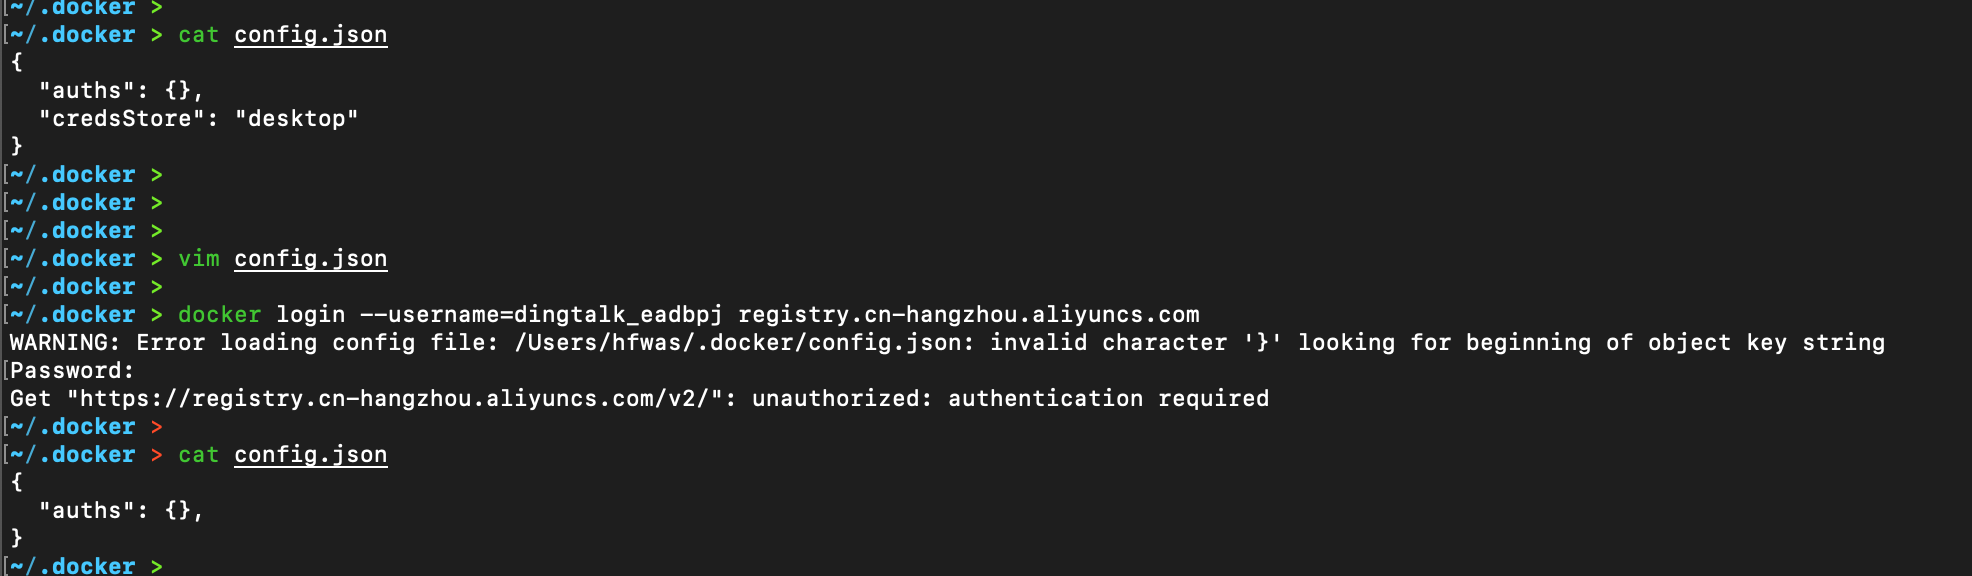 [~/.docker >
[~/.docker > cat config.json
{
  "auths": {},
  "credsStore": "desktop"
}
[~/.docker >
[~/.docker >
[~/.docker >
[~/.docker > vim config.json
[~/.docker >
[~/.docker > docker login --username=dingtalk_eadbpj registry.cn-hangzhou.aliyuncs.com
WARNING: Error loading config file: /Users/hfwas/.docker/config.json: invalid character '}' looking for beginning of object key string
[Password:
Get "https://registry.cn-hangzhou.aliyuncs.com/v2/": unauthorized: authentication required
[~/.docker >
[~/.docker > cat config.json
{
  "auths": {},
}
[~/.docker >